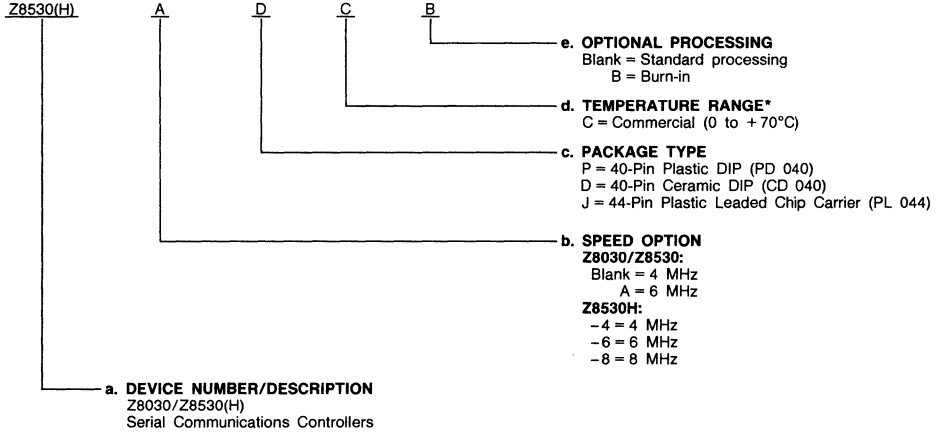 Z8530(H) A D C B
e. OPTIONAL PROCESSING
Blank = Standard processing
B = Burn-in
d. TEMPERATURE RANGE*
C = Commercial (0 to +70°C)
c. PACKAGE TYPE
P = 40-Pin Plastic DIP (PD 040)
D = 40-Pin Ceramic DIP (CD 040)
J = 44-Pin Plastic Leaded Chip Carrier (PL 044)
b. SPEED OPTION
Z8030/Z8530:
Blank = 4 MHz
A = 6 MHz
Z8530H:
-4 = 4 MHz
-6 = 6 MHz
-8 = 8 MHz
a. DEVICE NUMBER/DESCRIPTION
Z8030/Z8530(H)
Serial Communications Controllers